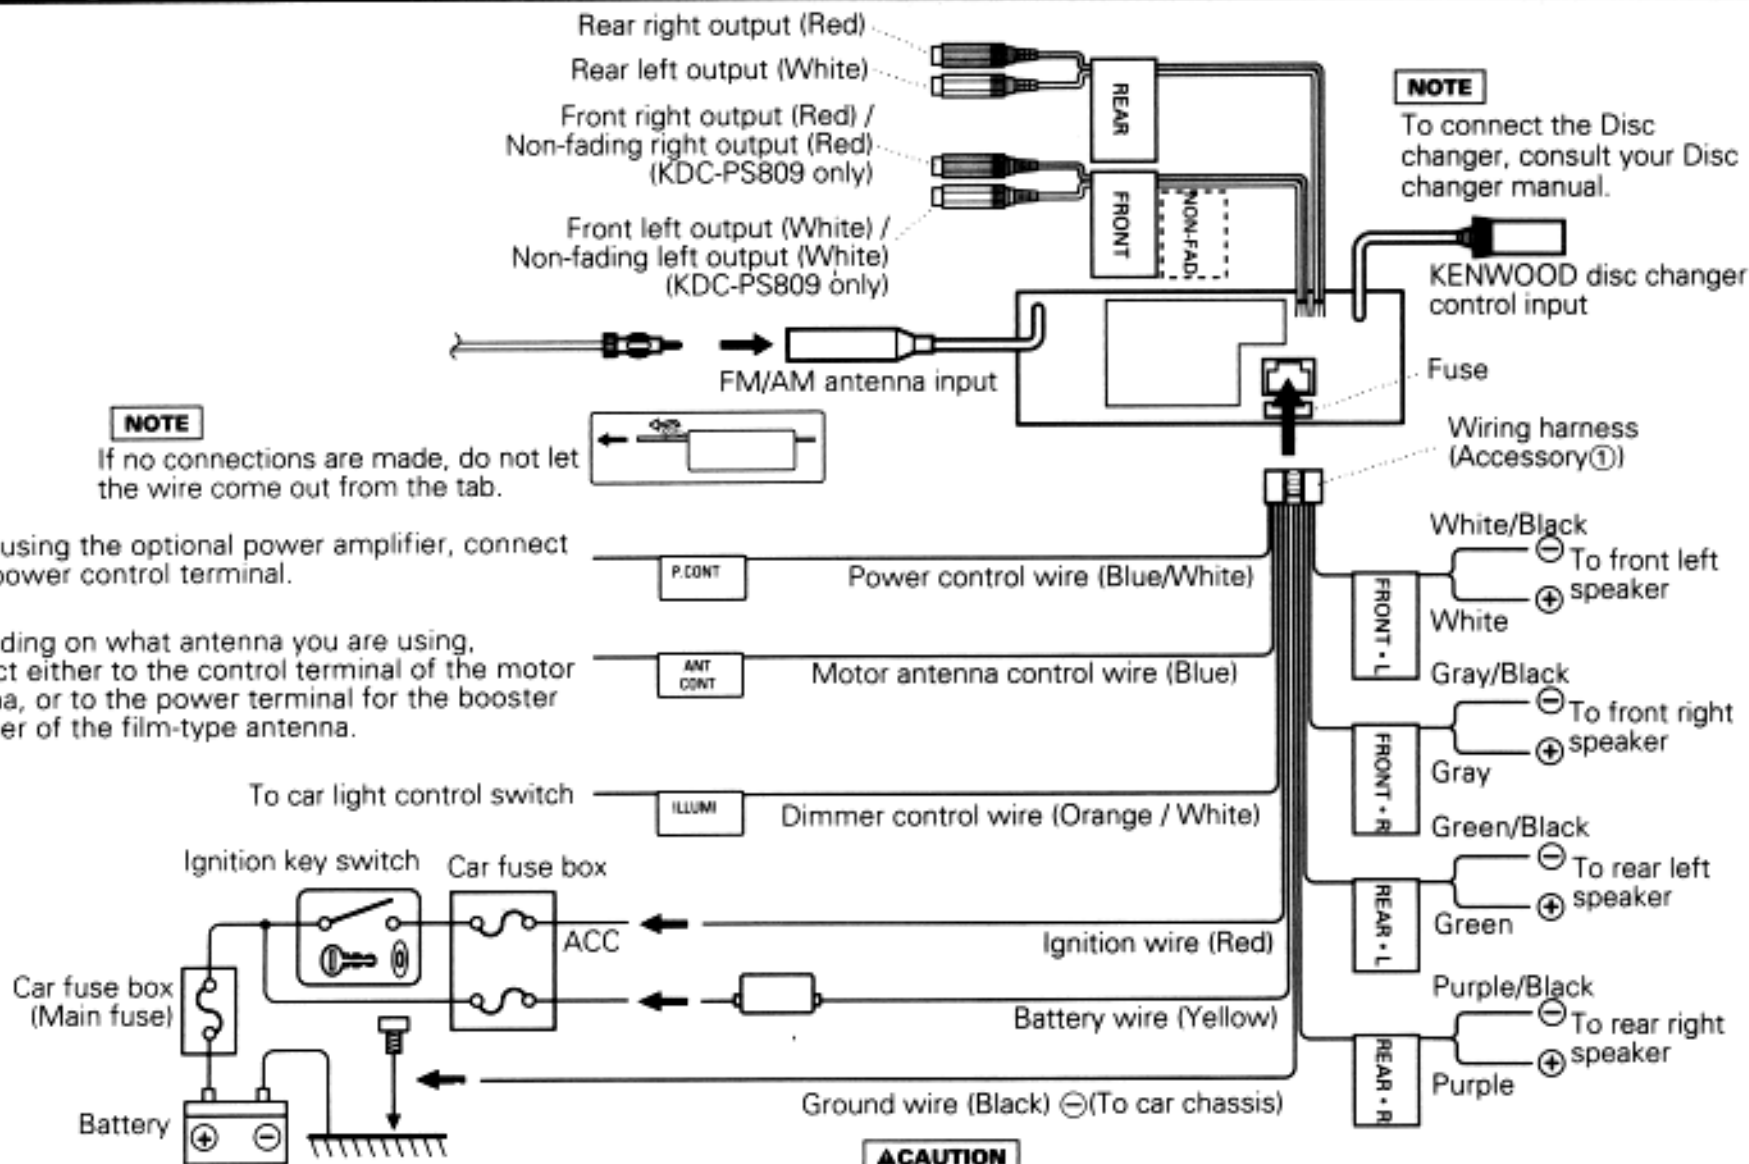 Rear right output (Red)
Rear left output (White)
Front right output (Red) /
Non-fading right output (Red)
(KDC-PS809 only)
Front left output (White) /
Non-fading left output (White)
(KDC-PS809 only)
REAR
FRONT
NON-FAD
NOTE
To connect the Disc
changer, consult your Disc
changer manual.
KENWOOD disc changer
control input
FM/AM antenna input
Fuse
Wiring harness
(Accessory①)
NOTE
If no connections are made, do not let
the wire come out from the tab.
using the optional power amplifier, connect
power control terminal.
P.CONT
Power control wire (Blue/White)
ding on what antenna you are using,
ct either to the control terminal of the motor
na, or to the power terminal for the booster
er of the film-type antenna.
ANT
CONT
Motor antenna control wire (Blue)
To car light control switch
ILLUMI
Dimmer control wire (Orange / White)
Ignition key switch
Car fuse box
ACC
Ignition wire (Red)
Car fuse box
(Main fuse)
Battery wire (Yellow)
Battery
Ground wire (Black) ⊖(To car chassis)
White/Black
⊖
To front left
speaker
⊕
White
FRONT • L
Gray/Black
⊖
To front right
speaker
⊕
Gray
FRONT • R
Green/Black
⊖
To rear left
speaker
⊕
Green
REAR • L
Purple/Black
⊖
To rear right
speaker
⊕
Purple
REAR • R
⊕ ⊖
▲CAUTION